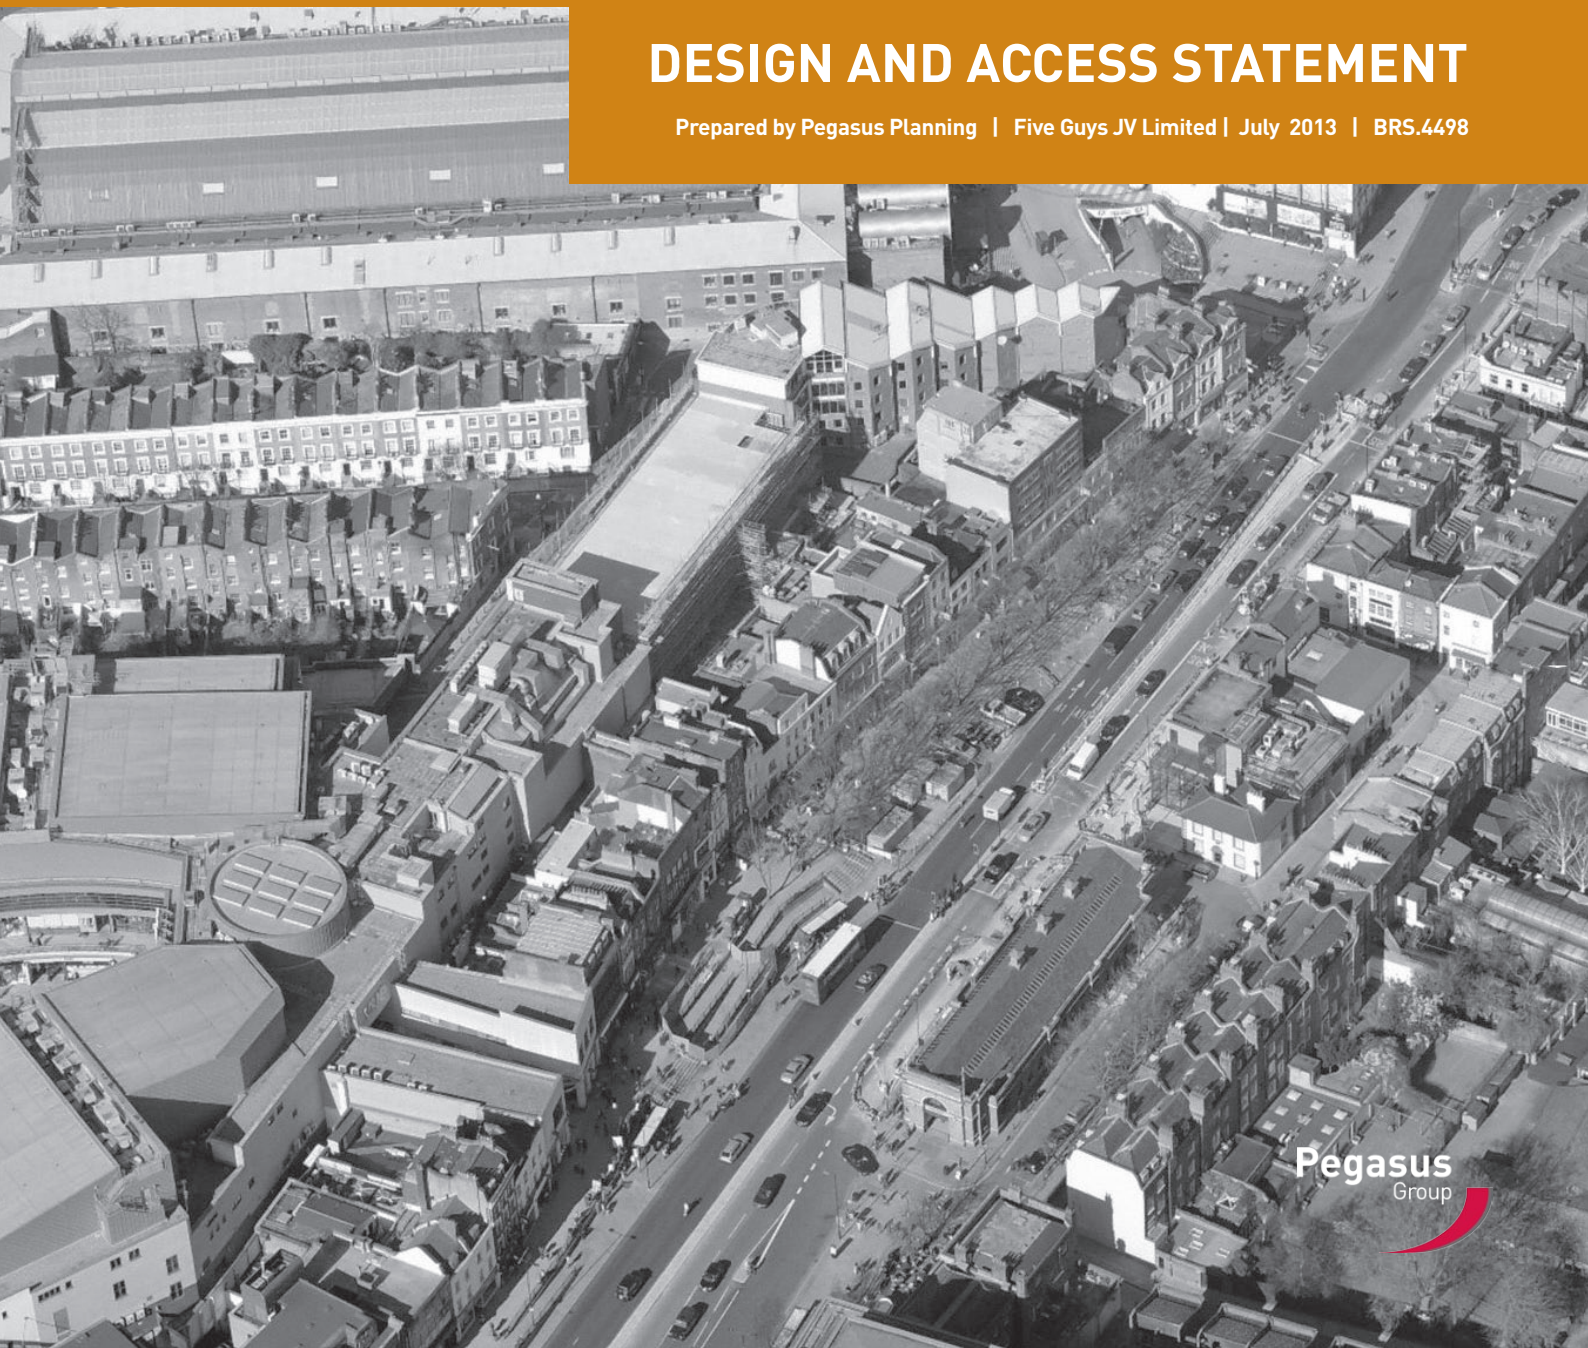 DESIGN AND ACCESS STATEMENT
Prepared by Pegasus Planning | Five Guys JV Limited | July 2013 | BRS.4498
Pegasus
Group